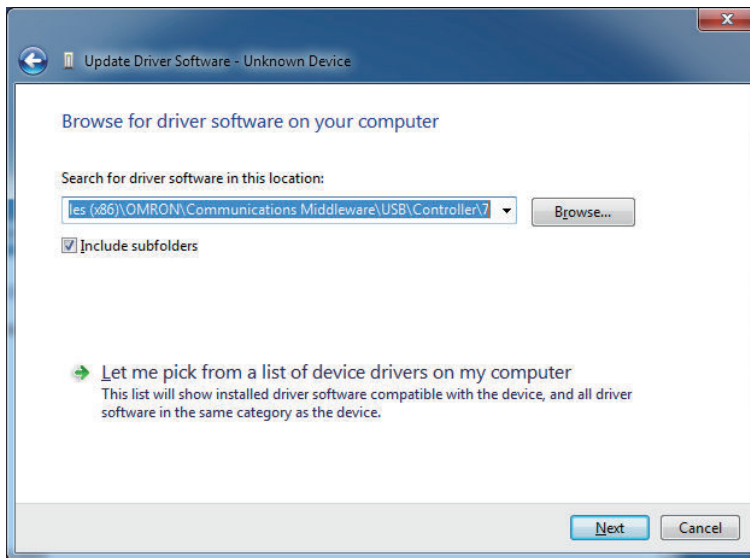 Update Driver Software - Unknown Device
Browse for driver software on your computer
Search for driver software in this location:
les (x86)\OMRON\Communications Middleware\USB\Controller\7
Browse...
Include subfolders
Let me pick from a list of device drivers on my computer
This list will show installed driver software compatible with the device, and all driver
software in the same category as the device.
Next
Cancel